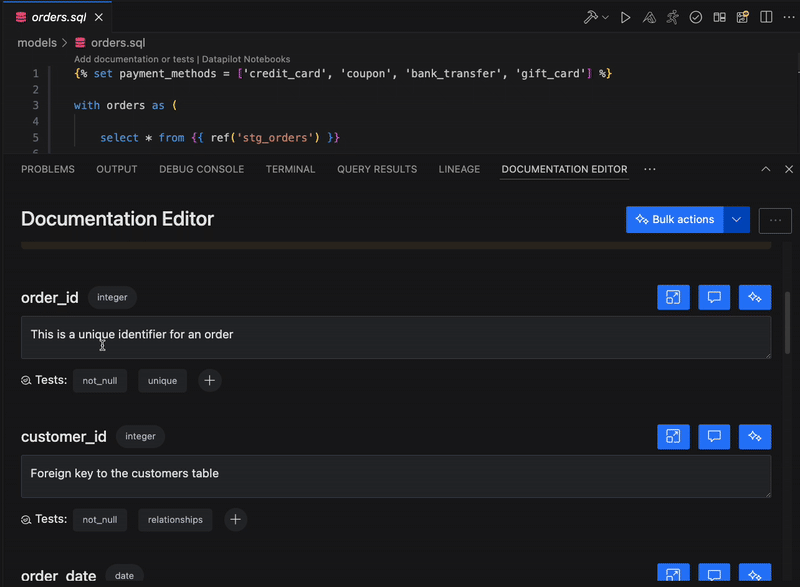 orders.sql
models > orders.sql
Add documentation or tests | Datapilot Notebooks
1 {% set payment_methods = ['credit_card', 'coupon', 'bank_transfer', 'gift_card'] %}
2
3 with orders as (
4
5 select * from {{ ref('stg_orders') }}
6
PROBLEMS OUTPUT DEBUG CONSOLE TERMINAL QUERY RESULTS LINEAGE DOCUMENTATION EDITOR ...
Documentation Editor
Bulk actions
order_id integer
This is a unique identifier for an order
Tests: not_null unique +
customer_id integer
Foreign key to the customers table
Tests: not_null relationships +
order_date date